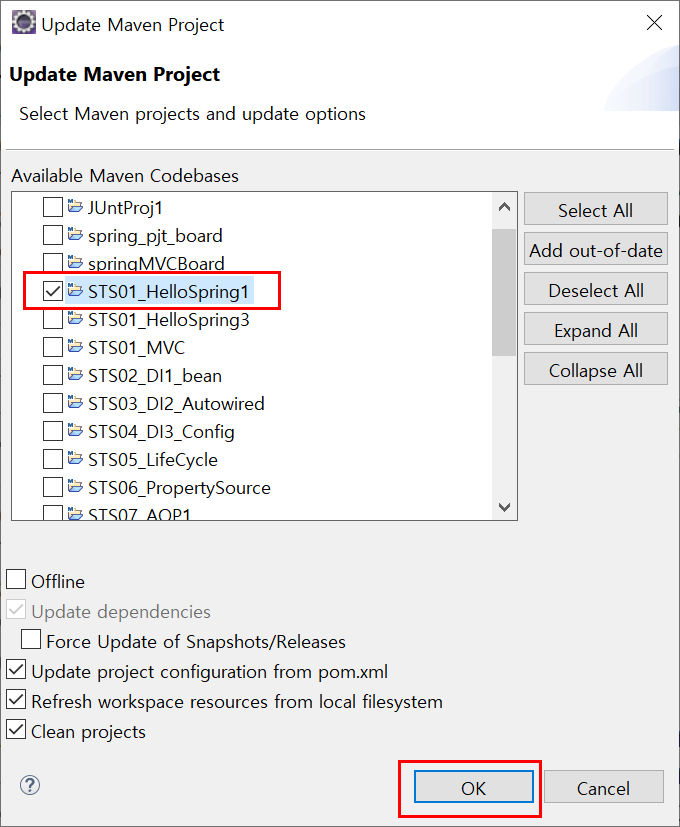 Update Maven Project
Update Maven Project
Select Maven projects and update options
Available Maven Codebases
JUntProj1
spring_pjt_board
springMVCBoard
STS01_HelloSpring1
STS01_HelloSpring3
STS01_MVC
STS02_DI1_bean
STS03_DI2_Autowired
STS04_DI3_Config
STS05_LifeCycle
STS06_PropertySource
STS07_AOP1
Select All
Add out-of-date
Deselect All
Expand All
Collapse All
Offline
Update dependencies
Force Update of Snapshots/Releases
Update project configuration from pom.xml
Refresh workspace resources from local filesystem
Clean projects
?
OK
Cancel